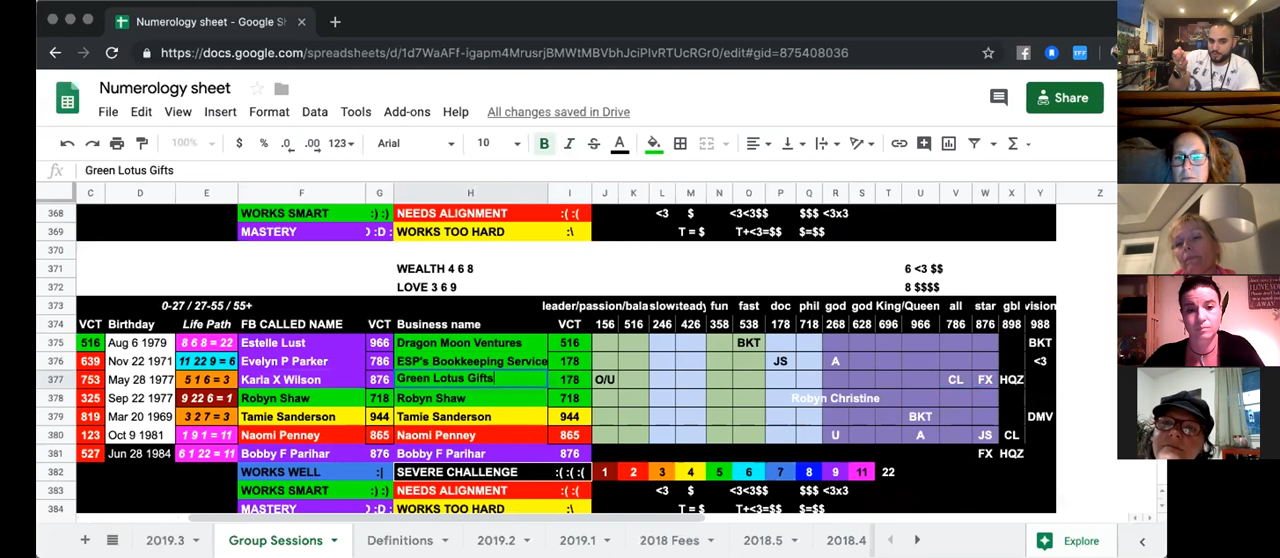 Numerology sheet - Google Sh
https://docs.google.com/spreadsheets/d/1d7WaAFf-igapm4MrusrjBMWtMBVbhJciPlvRTUcRGr0/edit#gid=875408036
Numerology sheet
File Edit View Insert Format Data Tools Add-ons Help All changes saved in Drive
Share
100% $ % .0 .00 123 Arial 10 B I S A
fx Green Lotus Gifts
C D E F G H I J K L M N O P Q R S T U V W X Y Z
368 WORKS SMART :) :) NEEDS ALIGNMENT :( :( <3 $ <3<3$$ $$$ <3x3
369 MASTERY :D : WORKS TOO HARD :\ T = $ T+<3=$$ $=$$
370
371 WEALTH 4 6 8 6 <3 $$
372 LOVE 3 6 9 8 $$$$
373 0-27 / 27-55 / 55+ leader/passion/balaslowsteady fun fast doc phil god god King/Queen all star gbl vision
374 VCT Birthday Life Path FB CALLED NAME VCT Business name VCT 156 516 246 426 358 538 178 718 268 628 696 966 786 876 898 988
375 516 Aug 6 1979 8 6 8 = 22 Estelle Lust 966 Dragon Moon Ventures 516 BKT BKT
376 639 Nov 22 1971 11 22 9 = 6 Evelyn P Parker 786 ESP's Bookkeeping Service 178 JS A <3
377 753 May 28 1977 5 1 6 = 3 Karla X Wilson 876 Green Lotus Gifts 178 O/U CL FX HQZ
378 325 Sep 22 1977 9 22 6 = 1 Robyn Shaw 718 Robyn Shaw 718 Robyn Christine
379 819 Mar 20 1969 3 2 7 = 3 Tamie Sanderson 944 Tamie Sanderson 944 BKT DMV
380 123 Oct 9 1981 1 9 1 = 11 Naomi Penney 865 Naomi Penney 865 U A JS CL
381 527 Jun 28 1984 6 1 22 = 11 Bobby F Parihar 876 Bobby F Parihar 876 FX HQZ
382 WORKS WELL :| SEVERE CHALLENGE :( :( :( 1 2 3 4 5 6 7 8 9 11 22
383 WORKS SMART :) :) NEEDS ALIGNMENT :( :( <3 $ <3<3$$ $$$ <3x3
384 MASTERY :D : WORKS TOO HARD :\ T = $ T+<3=$$ $=$$
2019.3 Group Sessions Definitions 2019.2 2019.1 2018 Fees 2018.5 2018.4 Explore